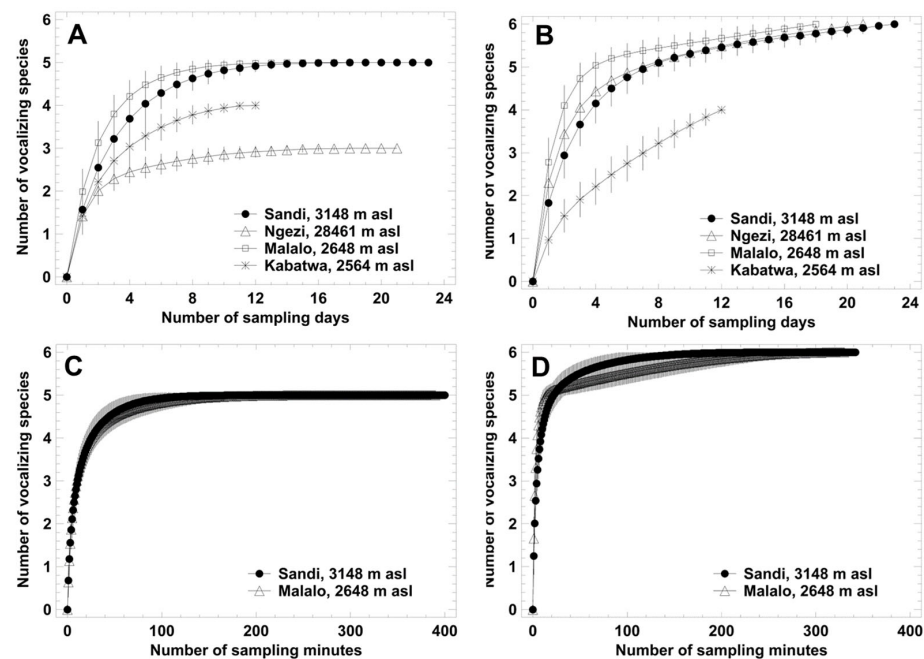 A
Number of vocalizing species
6
5
4
3
2
1
0
Sandi, 3148 m asl
Ngezi, 28461 m asl
Malalo, 2648 m asl
Kabatwa, 2564 m asl
0 4 8 12 16 20 24
Number of sampling days
B
Number of vocalizing species
6
5
4
3
2
1
0
Sandi, 3148 m asl
Ngezi, 28461 m asl
Malalo, 2648 m asl
Kabatwa, 2564 m asl
0 4 8 12 16 20 24
Number of sampling days
C
Number of vocalizing species
6
5
4
3
2
1
0
Sandi, 3148 m asl
Malalo, 2648 m asl
0 100 200 300 400
Number of sampling minutes
D
Number of vocalizing species
6
5
4
3
2
1
0
Sandi, 3148 m asl
Malalo, 2648 m asl
0 100 200 300 400
Number of sampling minutes